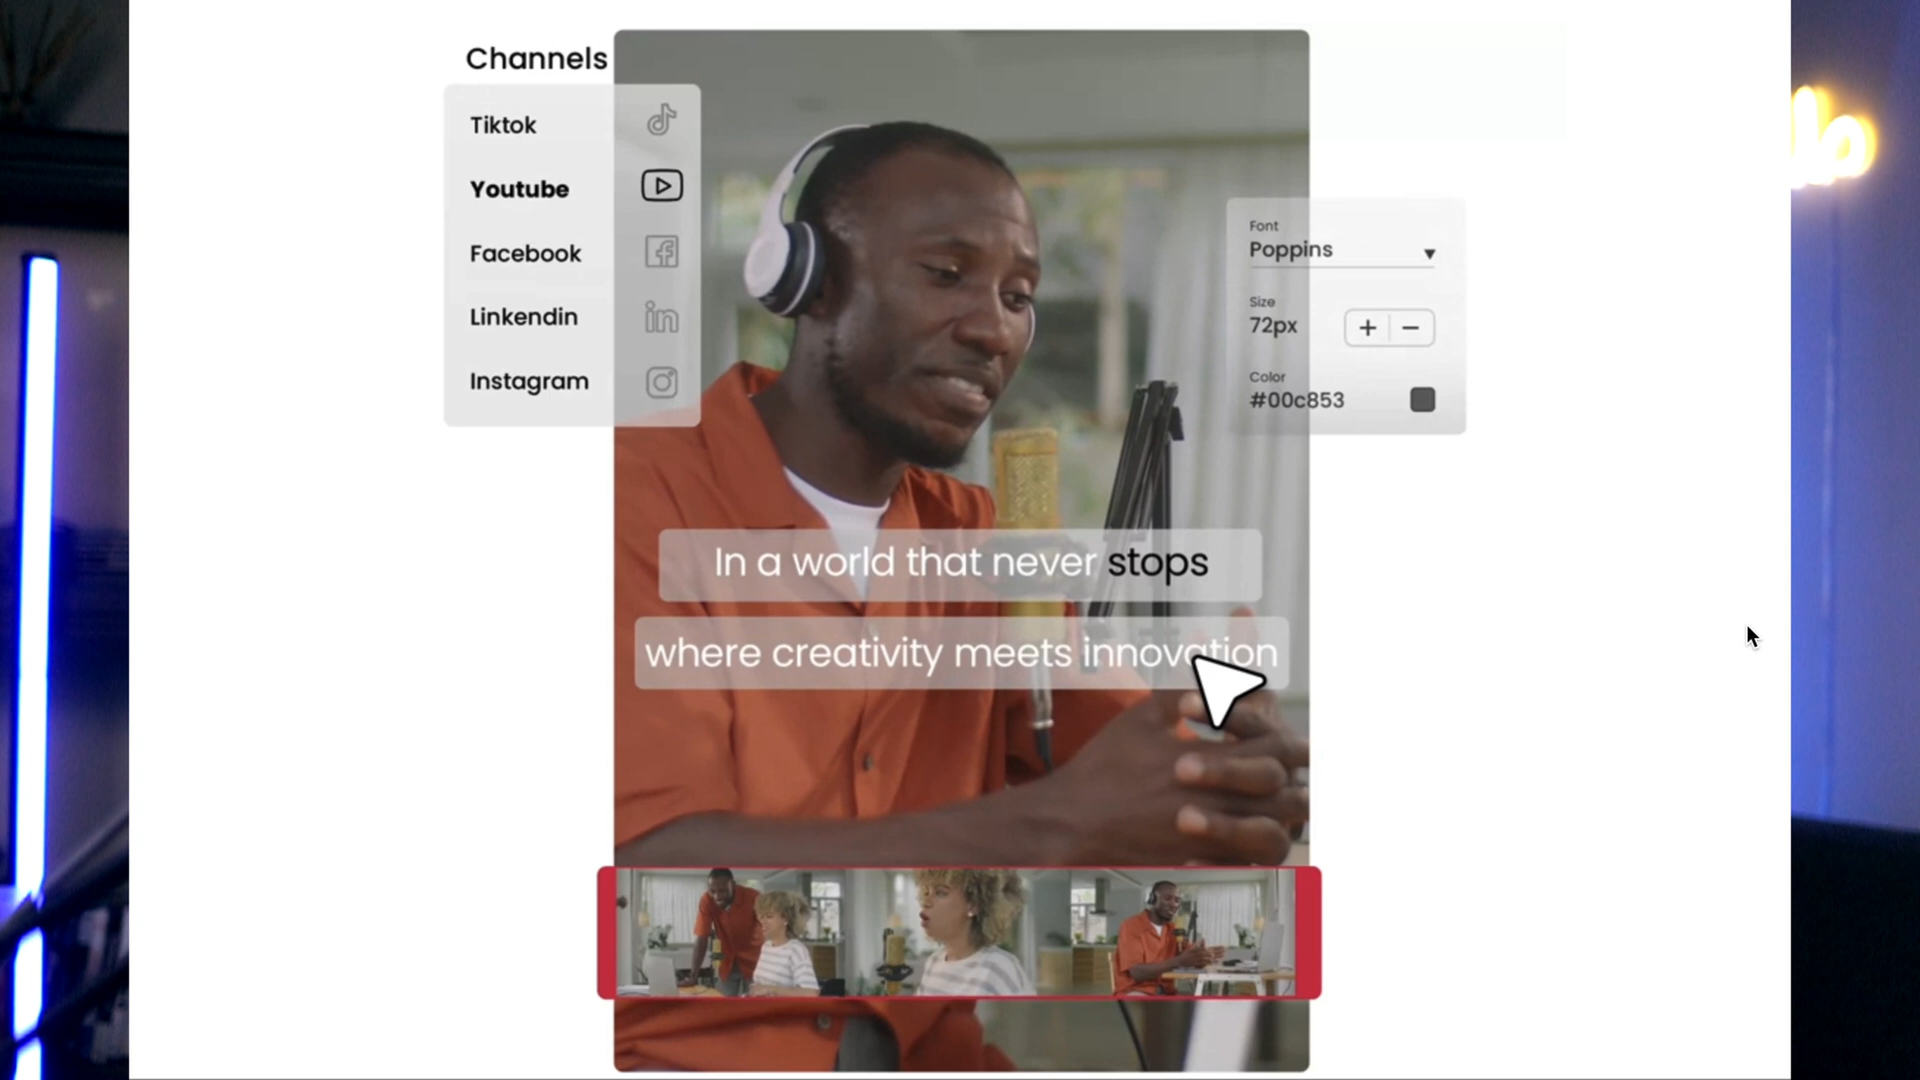 Channels
Tiktok
Youtube
Facebook
Linkendin
Instagram
Font
Poppins
Size
72px
Color
#00c853
In a world that never stops
where creativity meets innovation